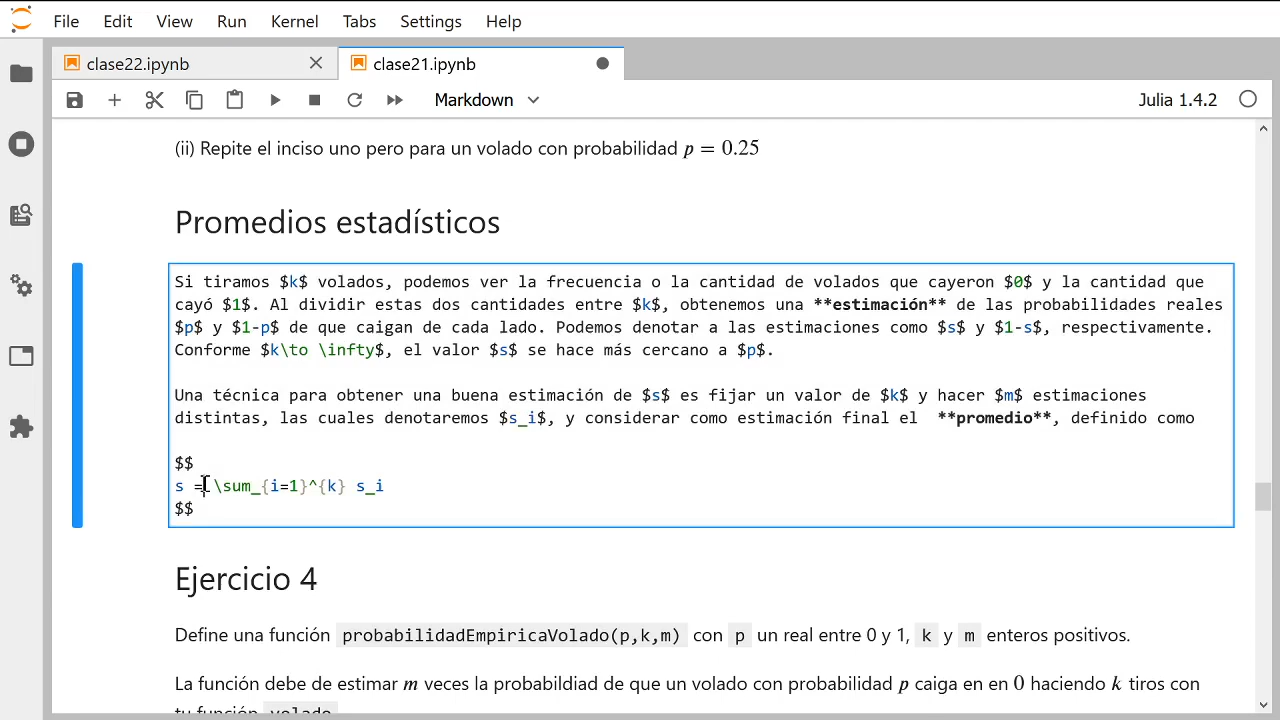 File Edit View Run Kernel Tabs Settings Help
clase22.ipynb
clase21.ipynb
Markdown
Julia 1.4.2
(ii) Repite el inciso uno pero para un volado con probabilidad p = 0.25
Promedios estadísticos
Si tiramos $k$ volados, podemos ver la frecuencia o la cantidad de volados que cayeron $0$ y la cantidad que
cayó $1$. Al dividir estas dos cantidades entre $k$, obtenemos una **estimación** de las probabilidades reales
$p$ y $1-p$ de que caigan de cada lado. Podemos denotar a las estimaciones como $s$ y $1-s$, respectivamente.
Conforme $k\to \infty$, el valor $s$ se hace más cercano a $p$.
Una técnica para obtener una buena estimación de $s$ es fijar un valor de $k$ y hacer $m$ estimaciones
distintas, las cuales denotaremos $s_i$, y considerar como estimación final el  **promedio**, definido como
$$
s = \sum_{i=1}^{k} s_i
$$
Ejercicio 4
Define una función probabilidadEmpiricaVolado(p,k,m) con p un real entre 0 y 1, k y m enteros positivos.
La función debe de estimar m veces la probabildiad de que un volado con probabilidad p caiga en en 0 haciendo k tiros con
tu función volado